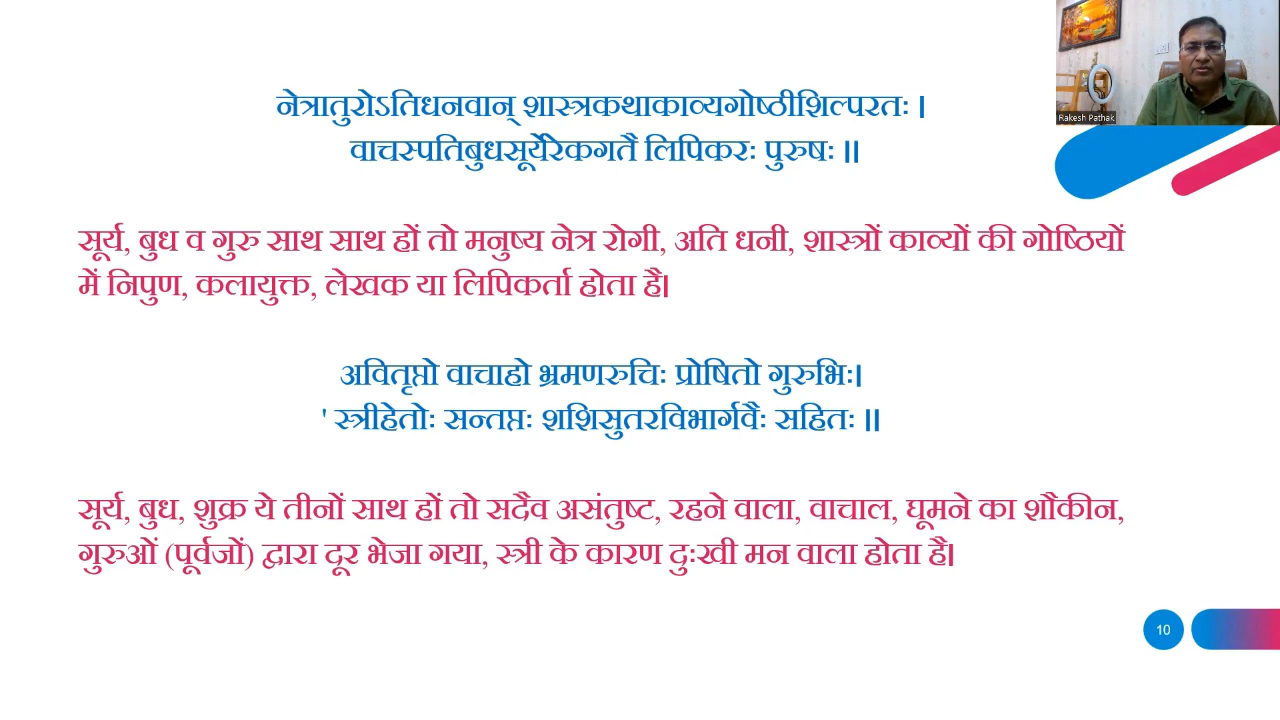 नेत्रातुरोऽतिधनवान् शास्त्रकथाकाव्यगोष्ठीशिल्परतः ।
वाचस्पतिबुधसूर्यैरेकगतै लिपिकरः पुरुषः ॥
सूर्य, बुध व गुरु साथ साथ हों तो मनुष्य नेत्र रोगी, अति धनी, शास्त्रों काव्यों की गोष्ठियों
में निपुण, कलायुक्त, लेखक या लिपिकर्ता होता है।
अवितृप्तो वाचाहो भ्रमणरुचिः प्रोषितो गुरुभिः।
' स्त्रीहेतोः सन्तप्तः शशिसुतरविभार्गवैः सहितः ॥
सूर्य, बुध, शुक्र ये तीनों साथ हों तो सदैव असंतुष्ट, रहने वाला, वाचाल, घूमने का शौकीन,
गुरुओं (पूर्वजों) द्वारा दूर भेजा गया, स्त्री के कारण दुःखी मन वाला होता है।
Rakesh Pathak
10